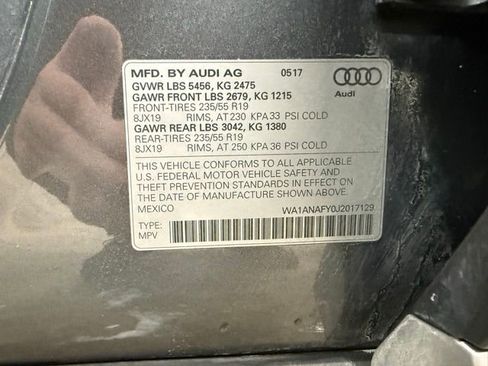 MFD. BY AUDI AG 0517
GVWR LBS 5456, KG 2475
GAWR FRONT LBS 2679, KG 1215
FRONT-TIRES 235/55 R19
8JX19 RIMS, AT 230 KPA 33 PSI COLD
GAWR REAR LBS 3042, KG 1380
REAR-TIRES 235/55 R19
8JX19 RIMS, AT 250 KPA 36 PSI COLD
Audi
THIS VEHICLE CONFORMS TO ALL APPLICABLE
U.S. FEDERAL MOTOR VEHICLE SAFETY AND
THEFT PREVENTION STANDARDS IN EFFECT ON
THE DATE OF MANUFACTURE SHOWN ABOVE.
MEXICO WA1ANAFY0J2017129
TYPE:
MPV